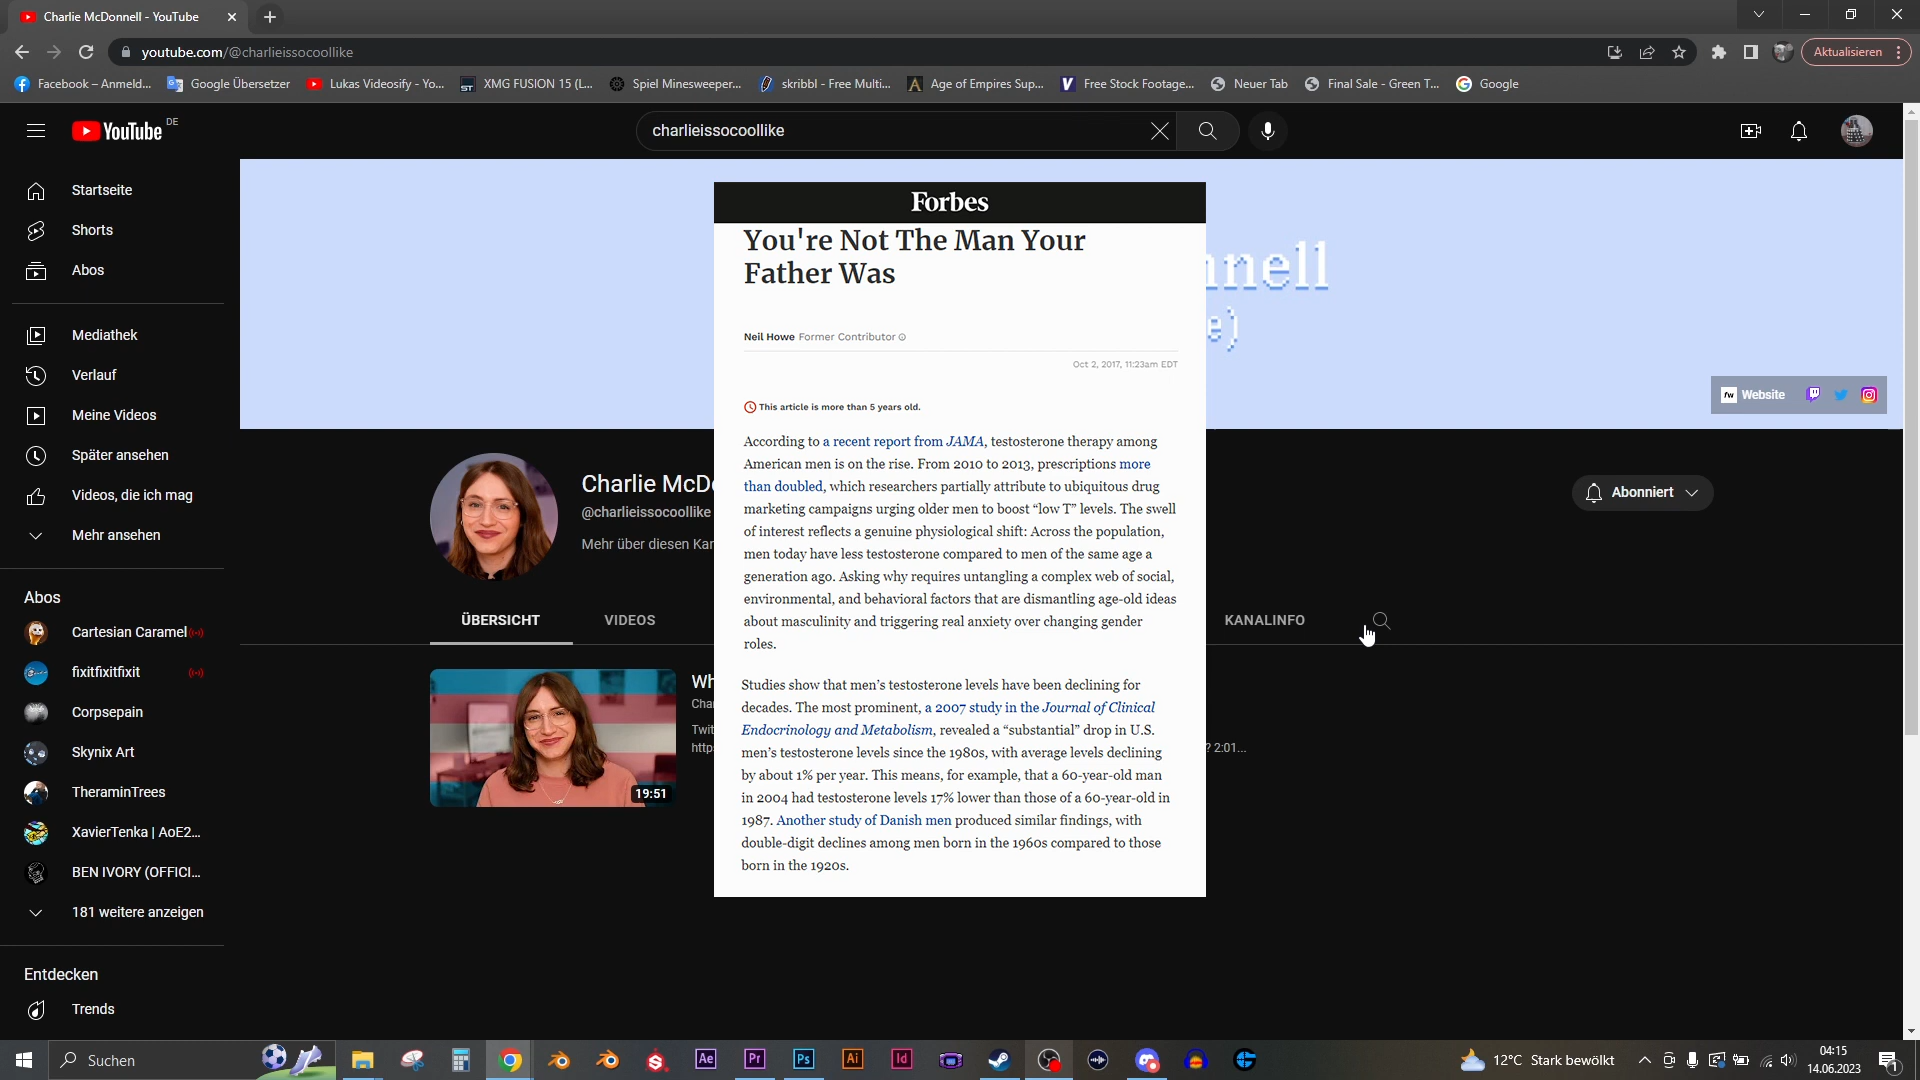 Charlie McDonnell - YouTube
youtube.com/@charlieissocoollike
Aktualisieren
Facebook – Anmeld...
Google Übersetzer
Lukas Videosify - Yo...
XMG FUSION 15 (L...
Spiel Minesweeper...
skribbl - Free Multi...
Age of Empires Sup...
Free Stock Footage...
Neuer Tab
Final Sale - Green T...
Google
YouTube DE
charlieissocoollike
Startseite
Shorts
Abos
Mediathek
Verlauf
Meine Videos
Später ansehen
Videos, die ich mag
Mehr ansehen
Abos
Cartesian Caramel
fixitfixitfixit
Corpsepain
Skynix Art
TheraminTrees
XavierTenka | AoE2...
BEN IVORY (OFFICI...
181 weitere anzeigen
Entdecken
Trends
nnell
e)
Website
Charlie McDo
@charlieissocoollike
Mehr über diesen Kan
Abonniert
ÜBERSICHT
VIDEOS
KANALINFO
19:51
Wh
Char
Twit
http
? 2:01...
Forbes
You're Not The Man Your
Father Was
Neil Howe Former Contributor
Oct 2, 2017, 11:23am EDT
This article is more than 5 years old.
According to a recent report from JAMA, testosterone therapy among
American men is on the rise. From 2010 to 2013, prescriptions more
than doubled, which researchers partially attribute to ubiquitous drug
marketing campaigns urging older men to boost “low T” levels. The swell
of interest reflects a genuine physiological shift: Across the population,
men today have less testosterone compared to men of the same age a
generation ago. Asking why requires untangling a complex web of social,
environmental, and behavioral factors that are dismantling age-old ideas
about masculinity and triggering real anxiety over changing gender
roles.
Studies show that men’s testosterone levels have been declining for
decades. The most prominent, a 2007 study in the Journal of Clinical
Endocrinology and Metabolism, revealed a “substantial” drop in U.S.
men’s testosterone levels since the 1980s, with average levels declining
by about 1% per year. This means, for example, that a 60-year-old man
in 2004 had testosterone levels 17% lower than those of a 60-year-old in
1987. Another study of Danish men produced similar findings, with
double-digit declines among men born in the 1960s compared to those
born in the 1920s.
Suchen
Ae
Pr
Ps
Ai
Id
12°C Stark bewölkt
04:15
14.06.2023
1